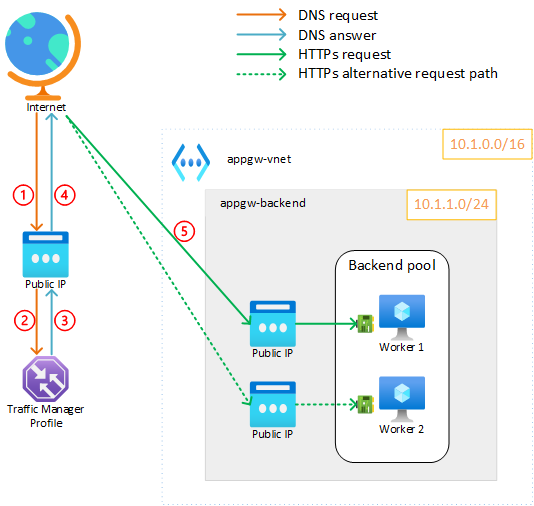 DNS request
DNS answer
HTTPs request
HTTPs alternative request path
Internet
10.1.0.0/16
appgw-vnet
1
4
appgw-backend
10.1.1.0/24
5
Backend pool
Public IP
2
3
Public IP
Worker 1
Traffic Manager
Profile
Public IP
Worker 2